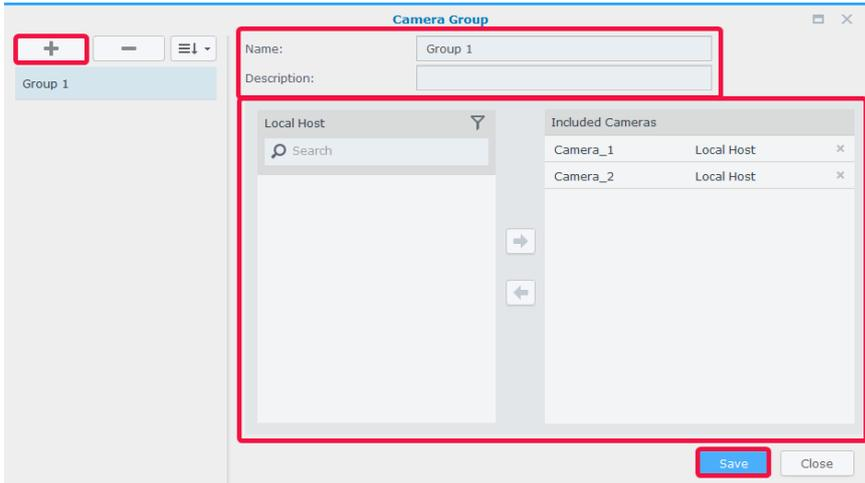 Camera Group
Group 1
Name: Group 1
Description:
Local Host
Search
Included Cameras
Camera_1 Local Host
Camera_2 Local Host
Save Close